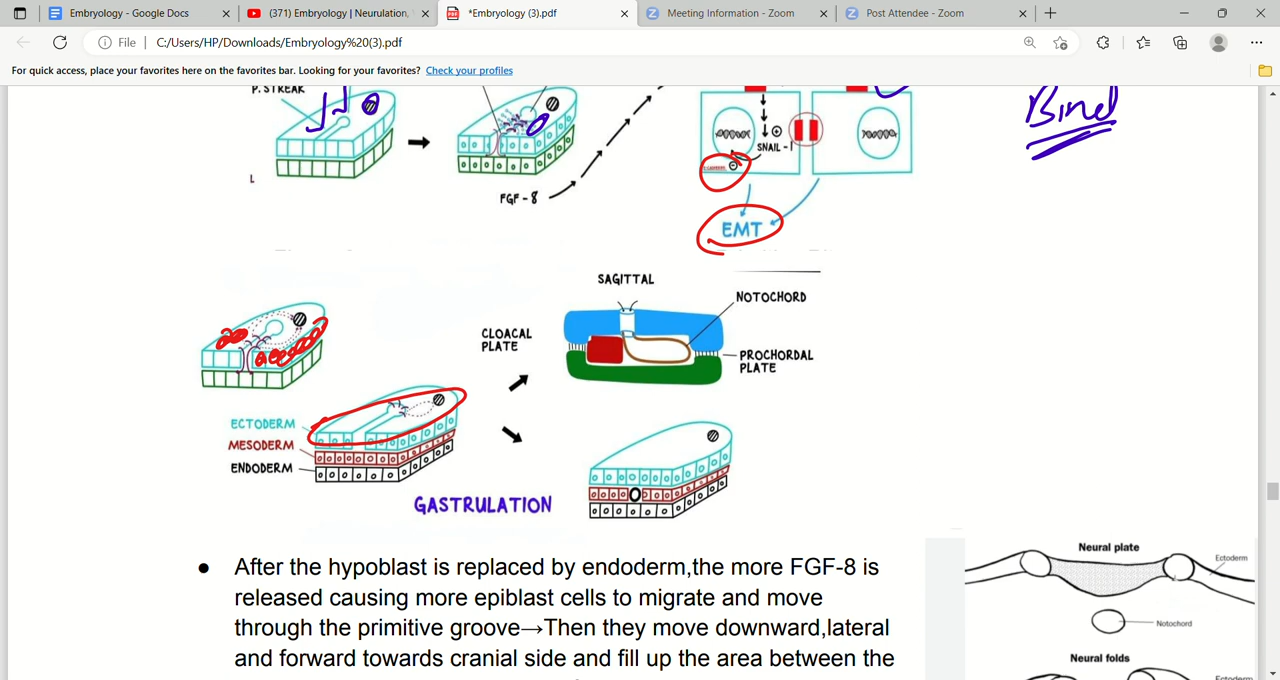 Embryology - Google Docs
(371) Embryology | Neurulation,
*Embryology (3).pdf
Meeting Information - Zoom
Post Attendee - Zoom
File
C:/Users/HP/Downloads/Embryology%20(3).pdf
For quick access, place your favorites here on the favorites bar. Looking for your favorites? Check your profiles
P. STREAK
Bind
SNAIL - 1
L
FGF - 8
EMT
SAGITTAL
NOTOCHORD
CLOACAL
PLATE
PROCHORDAL
PLATE
ECTODERM
MESODERM
ENDODERM
GASTRULATION
● After the hypoblast is replaced by endoderm,the more FGF-8 is
released causing more epiblast cells to migrate and move
through the primitive groove→Then they move downward,lateral
and forward towards cranial side and fill up the area between the
Neural plate
Ectoderm
Notochord
Neural folds